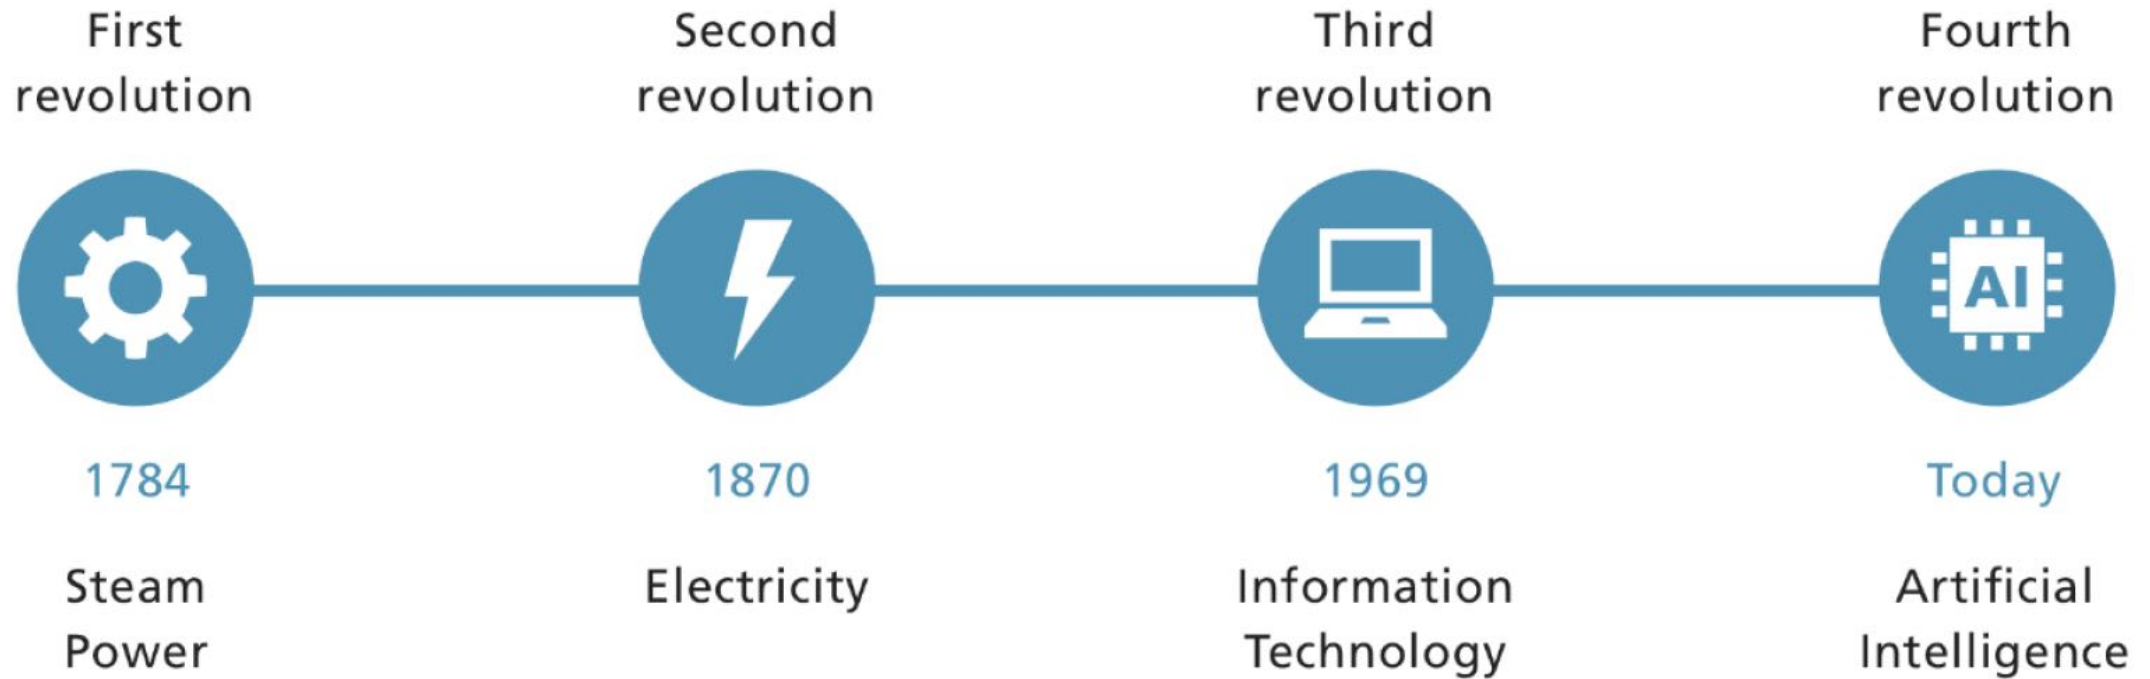 First
revolution
Second
revolution
Third
revolution
Fourth
revolution
AI
1784
1870
1969
Today
Steam
Power
Electricity
Information
Technology
Artificial
Intelligence